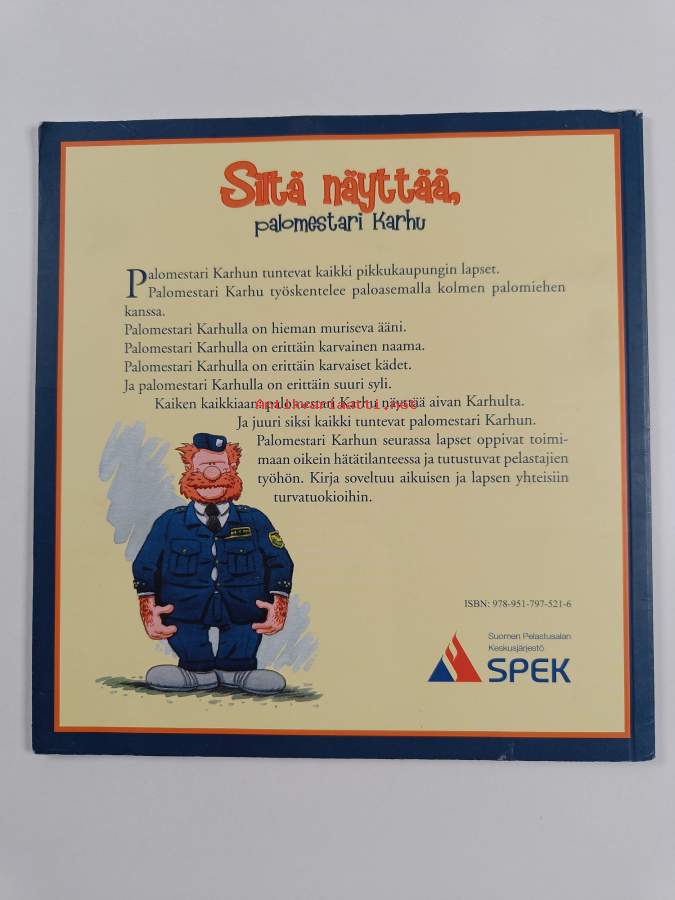 Siltä näyttää,
palomestari Karhu
Palomestari Karhun tuntevat kaikki pikkukaupungin lapset.
Palomestari Karhu työskentelee paloasemalla kolmen palomiehen
kanssa.
Palomestari Karhulla on hieman muriseva ääni.
Palomestari Karhulla on erittäin karvainen naama.
Palomestari Karhulla on erittäin karvaiset kädet.
Ja palomestari Karhulla on erittäin suuri syli.
Kaiken kaikkiaan palomestari Karhu näyttää aivan Karhulta.
Antikvariaatti.net
Ja juuri siksi kaikki tuntevat palomestari Karhun.
Palomestari Karhun seurassa lapset oppivat toimi-
maan oikein hätätilanteessa ja tutustuvat pelastajien
työhön. Kirja soveltuu aikuisen ja lapsen yhteisiin
turvatuokioihin.
ISBN: 978-951-797-521-6
Suomen Pelastusalan
Keskusjärjestö
SPEK